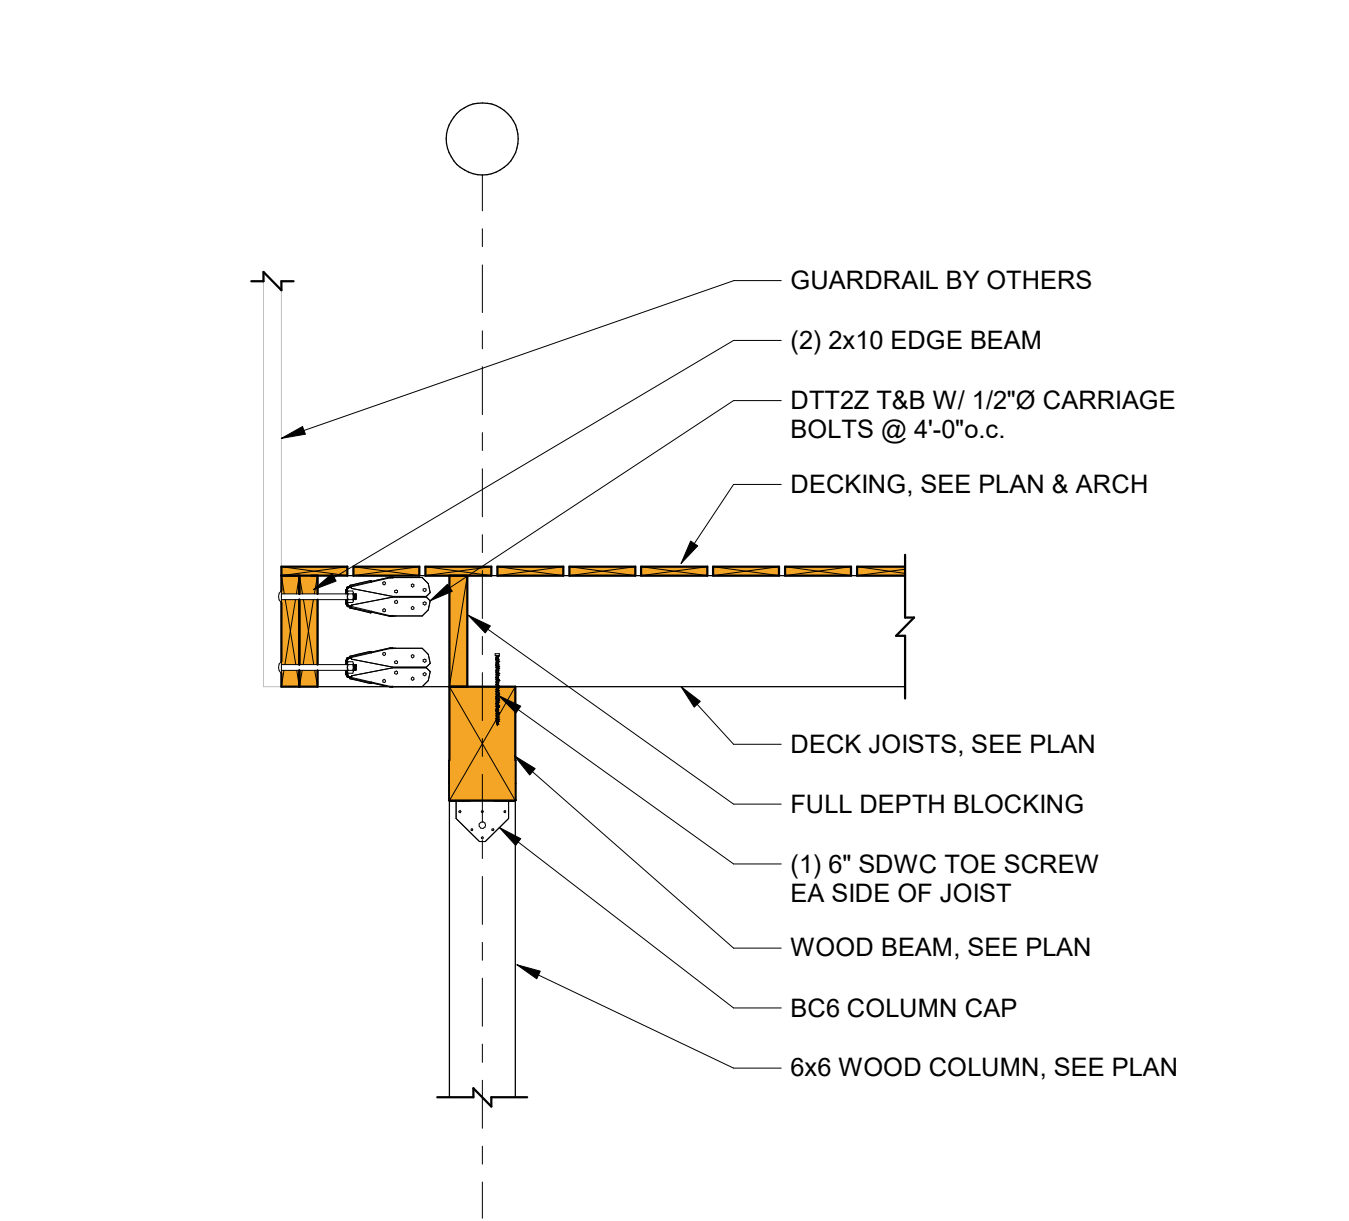 GUARDRAIL BY OTHERS
(2) 2x10 EDGE BEAM
DTT2Z T&B W/ 1/2"Ø CARRIAGE
BOLTS @ 4'-0"o.c.
DECKING, SEE PLAN & ARCH
DECK JOISTS, SEE PLAN
FULL DEPTH BLOCKING
(1) 6" SDWC TOE SCREW
EA SIDE OF JOIST
WOOD BEAM, SEE PLAN
BC6 COLUMN CAP
6x6 WOOD COLUMN, SEE PLAN